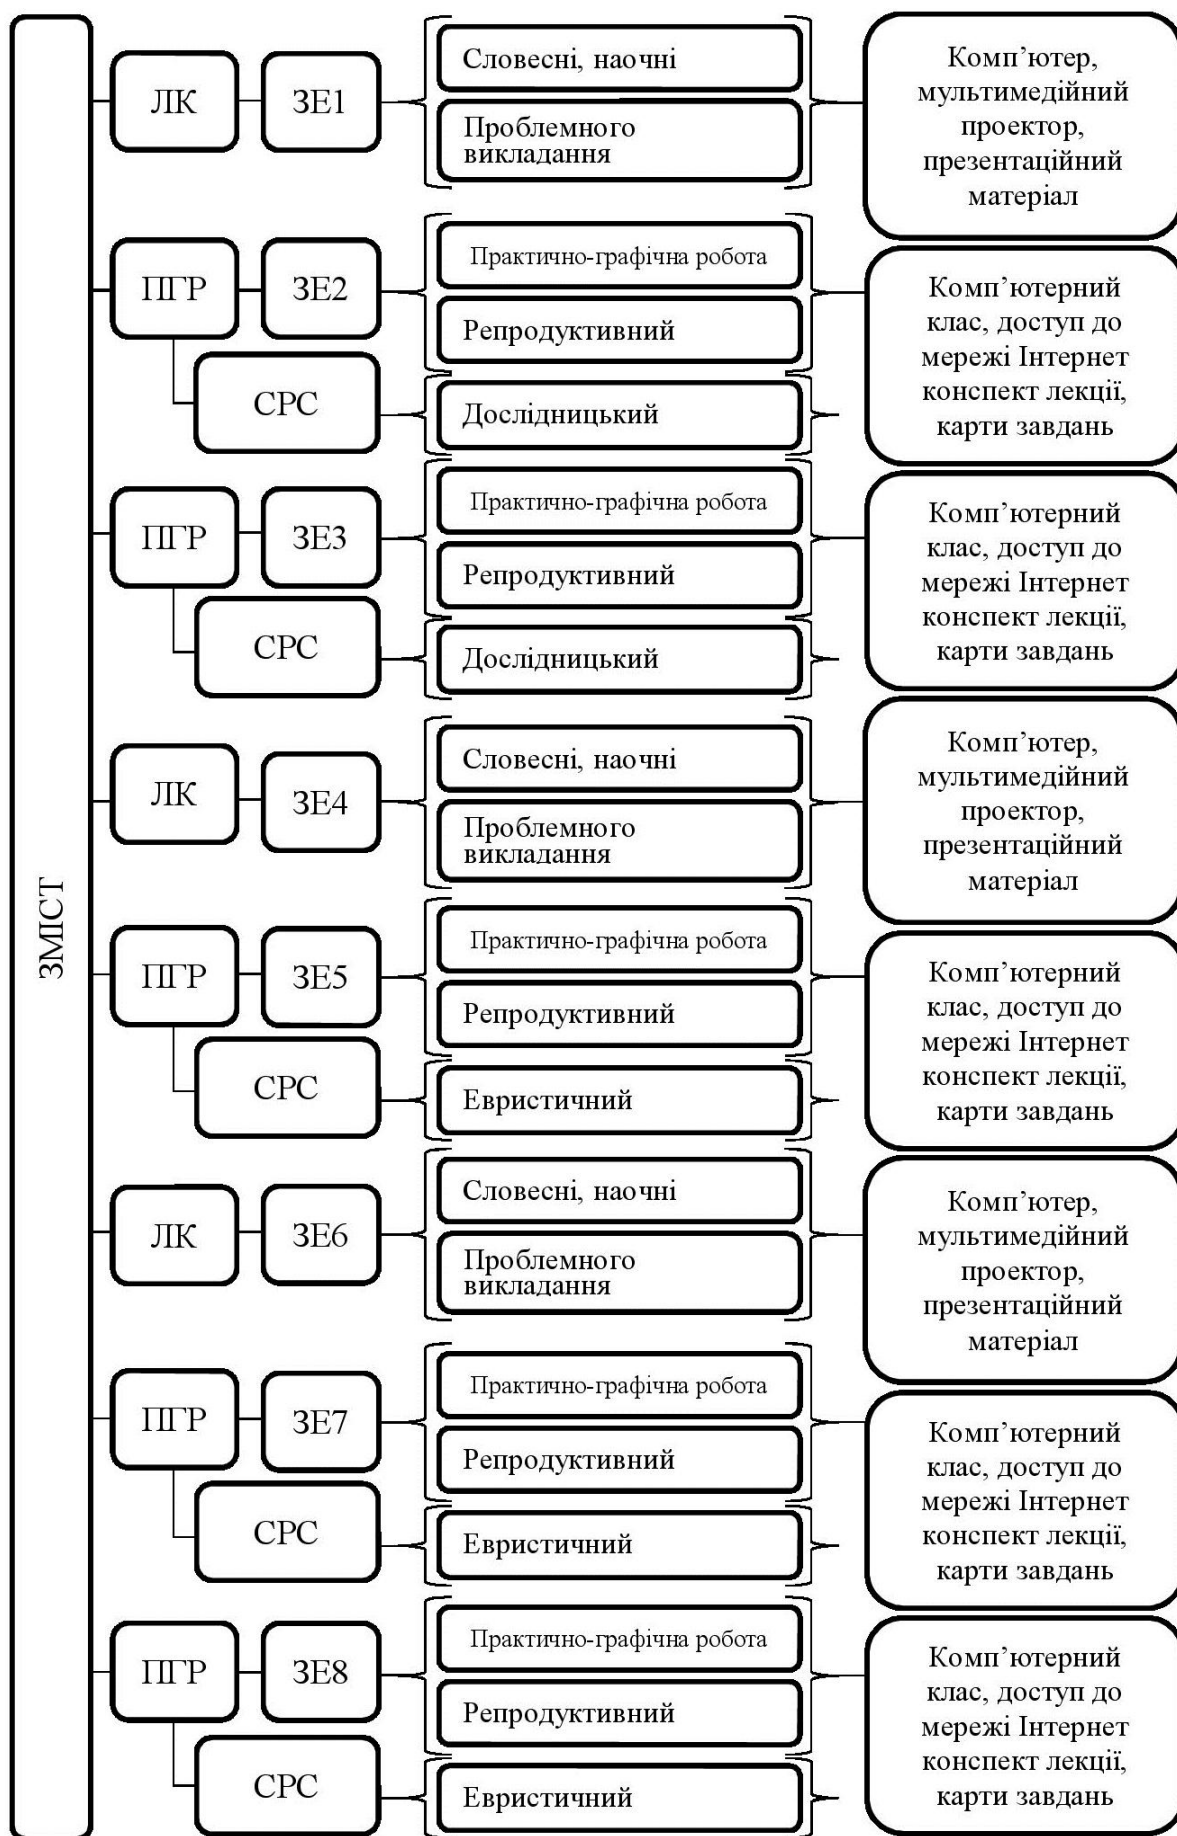 ЗМІСТ
ЛК
ЗЕ1
Словесні, наочні
Проблемного
викладання
Комп’ютер,
мультимедійний
проектор,
презентаційний
матеріал
ПГР
ЗЕ2
Практично-графічна робота
Репродуктивний
СРС
Дослідницький
Комп’ютерний
клас, доступ до
мережі Інтернет
конспект лекції,
карти завдань
ПГР
ЗЕ3
Практично-графічна робота
Репродуктивний
СРС
Дослідницький
Комп’ютерний
клас, доступ до
мережі Інтернет
конспект лекції,
карти завдань
ЛК
ЗЕ4
Словесні, наочні
Проблемного
викладання
Комп’ютер,
мультимедійний
проектор,
презентаційний
матеріал
ПГР
ЗЕ5
Практично-графічна робота
Репродуктивний
СРС
Евристичний
Комп’ютерний
клас, доступ до
мережі Інтернет
конспект лекції,
карти завдань
ЛК
ЗЕ6
Словесні, наочні
Проблемного
викладання
Комп’ютер,
мультимедійний
проектор,
презентаційний
матеріал
ПГР
ЗЕ7
Практично-графічна робота
Репродуктивний
СРС
Евристичний
Комп’ютерний
клас, доступ до
мережі Інтернет
конспект лекції,
карти завдань
ПГР
ЗЕ8
Практично-графічна робота
Репродуктивний
СРС
Евристичний
Комп’ютерний
клас, доступ до
мережі Інтернет
конспект лекції,
карти завдань